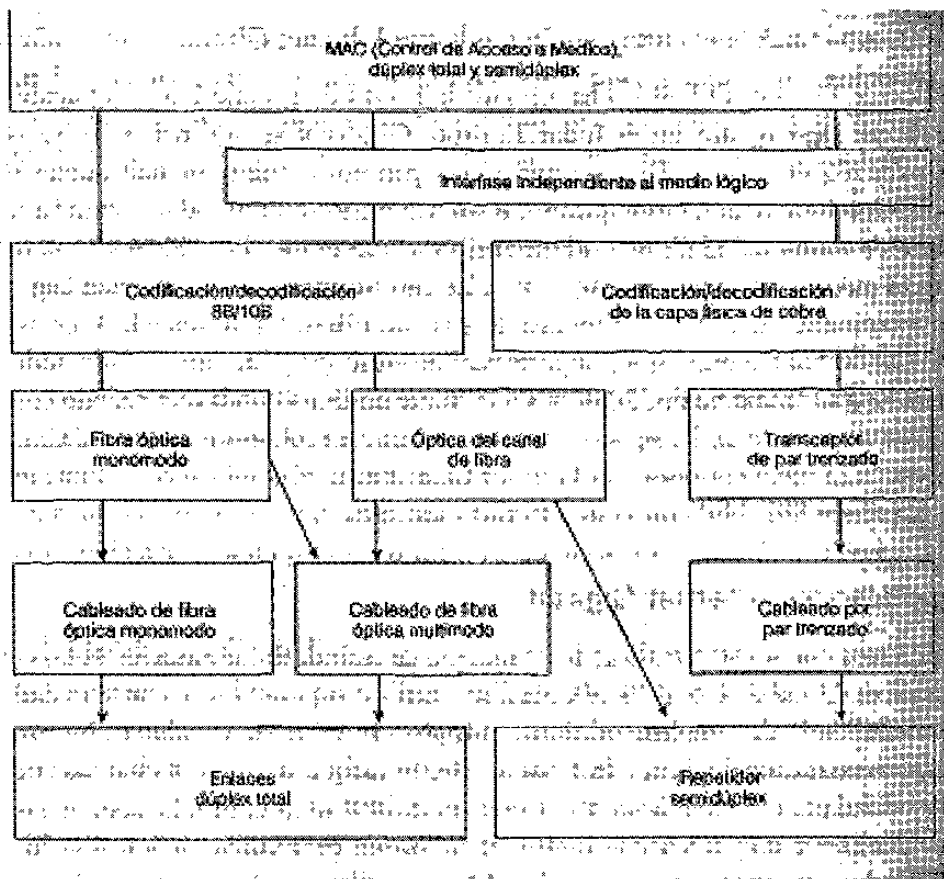 MAC (Control de Acceso a Médios),
dúplex total y semidúplex
Interfase independiente al medio lógico
Codificación/decodificación
8B/10B
Codificación/decodificación
de la capa física de cobre
Fibra óptica
monomodo
Óptica del canal
de fibra
Transceptor
de par trenzado
Cableado de fibra
óptica monomodo
Cableado de fibra
óptica multimodo
Cableado por
par trenzado
Enlaces
dúplex total
Repetidor
semidúplex